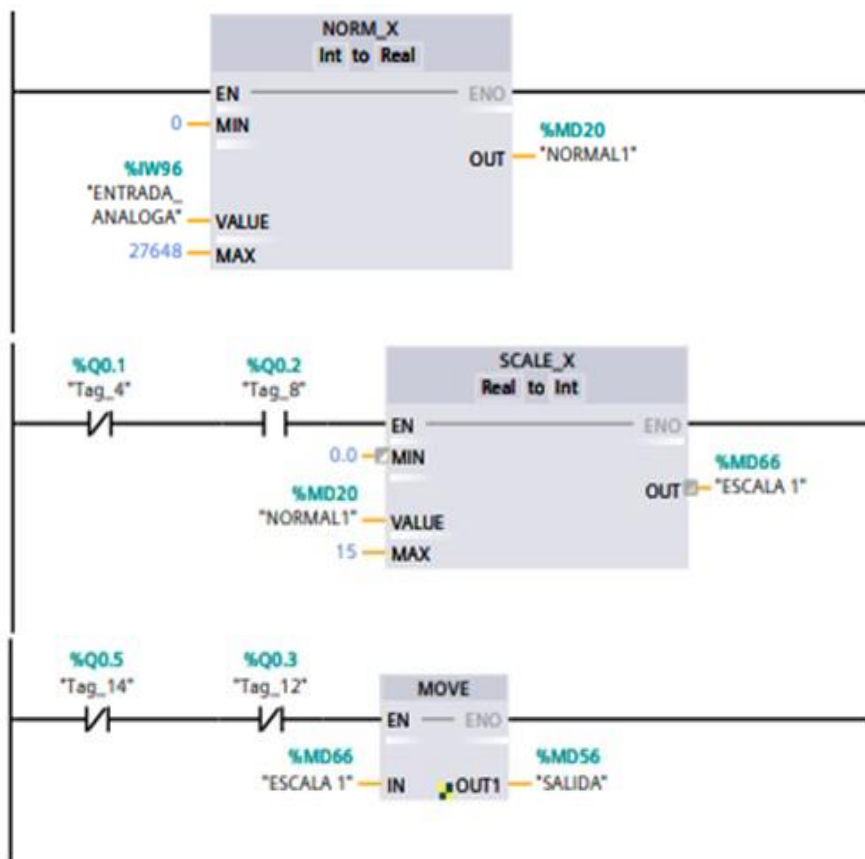 NORM_X
Int to Real
EN
ENO
0
MIN
%MD20
OUT
"NORMAL1"
%IW96
"ENTRADA_
ANALOGA"
VALUE
27648
MAX
%Q0.1
"Tag_4"
%Q0.2
"Tag_8"
SCALE_X
Real to Int
EN
ENO
0.0
MIN
%MD66
OUT
"ESCALA 1"
%MD20
"NORMAL1"
VALUE
15
MAX
%Q0.5
"Tag_14"
%Q0.3
"Tag_12"
MOVE
EN
ENO
%MD66
"ESCALA 1"
IN
%MD56
OUT1
"SALIDA"